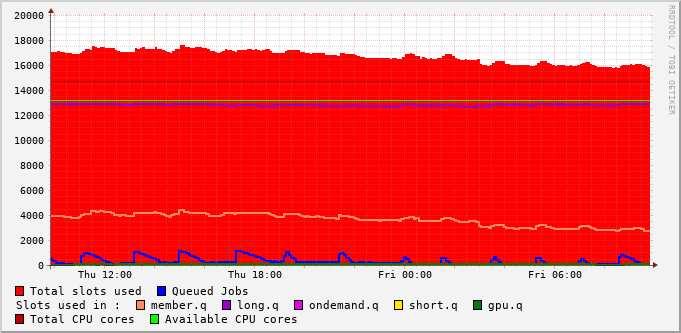 20000
18000
16000
14000
12000
10000
8000
6000
4000
2000
0
Thu 12:00 Thu 18:00 Fri 00:00 Fri 06:00
RRDTOOL / TOBI OETIKER
Total slots used Queued Jobs
Slots used in : member.q long.q ondemand.q short.q gpu.q
Total CPU cores Available CPU cores